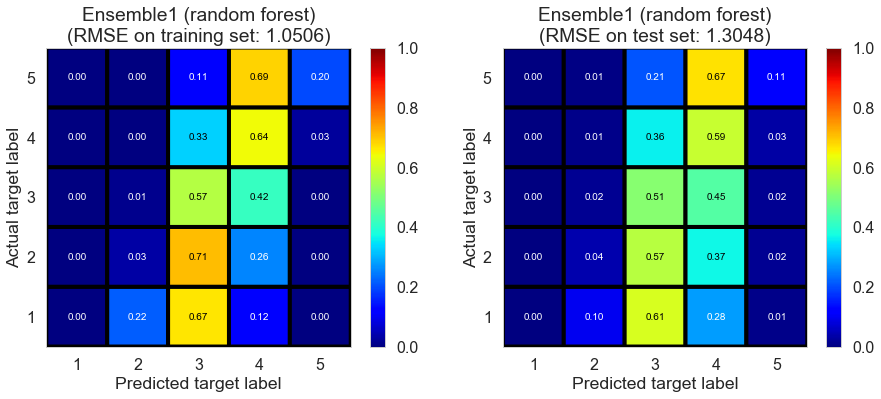 Ensemble1 (random forest)
(RMSE on training set: 1.0506)
Actual target label
5 0.00 0.00 0.11 0.69 0.20
4 0.00 0.00 0.33 0.64 0.03
3 0.00 0.01 0.57 0.42 0.00
2 0.00 0.03 0.71 0.26 0.00
1 0.00 0.22 0.67 0.12 0.00
1 2 3 4 5
Predicted target label
1.0
0.8
0.6
0.4
0.2
0.0
Ensemble1 (random forest)
(RMSE on test set: 1.3048)
Actual target label
5 0.00 0.01 0.21 0.67 0.11
4 0.00 0.01 0.36 0.59 0.03
3 0.00 0.02 0.51 0.45 0.02
2 0.00 0.04 0.57 0.37 0.02
1 0.00 0.10 0.61 0.28 0.01
1 2 3 4 5
Predicted target label
1.0
0.8
0.6
0.4
0.2
0.0